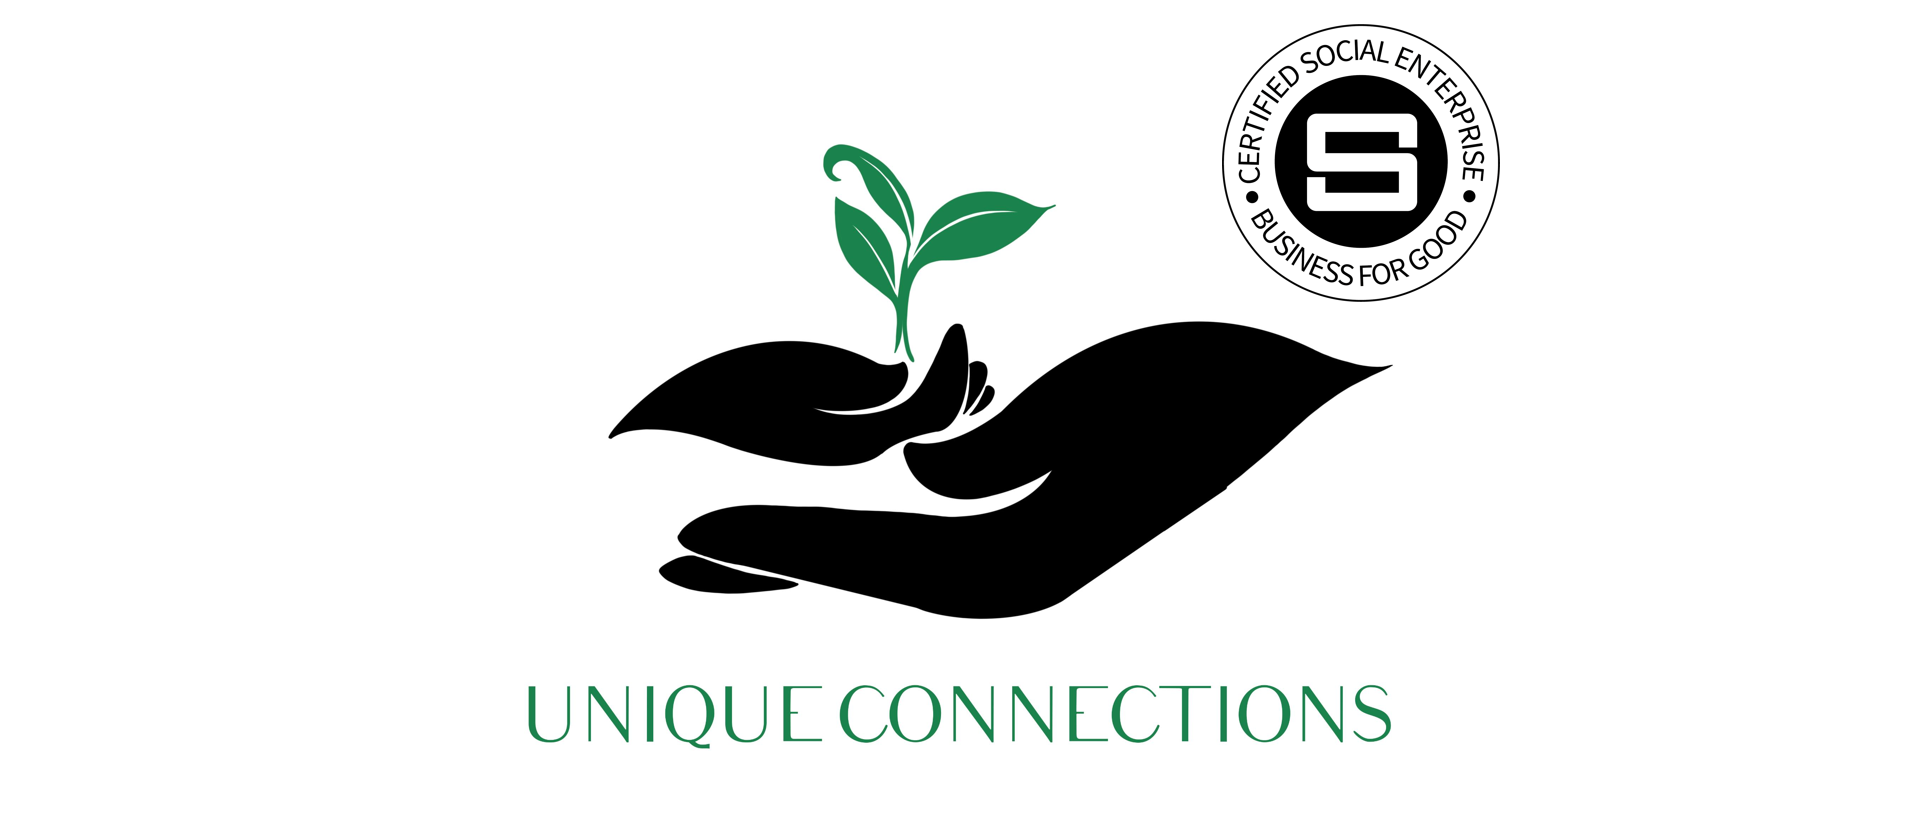 CERTIFIED SOCIAL ENTERPRISE
S
BUSINESS FOR GOOD
UNIQUE CONNECTIONS